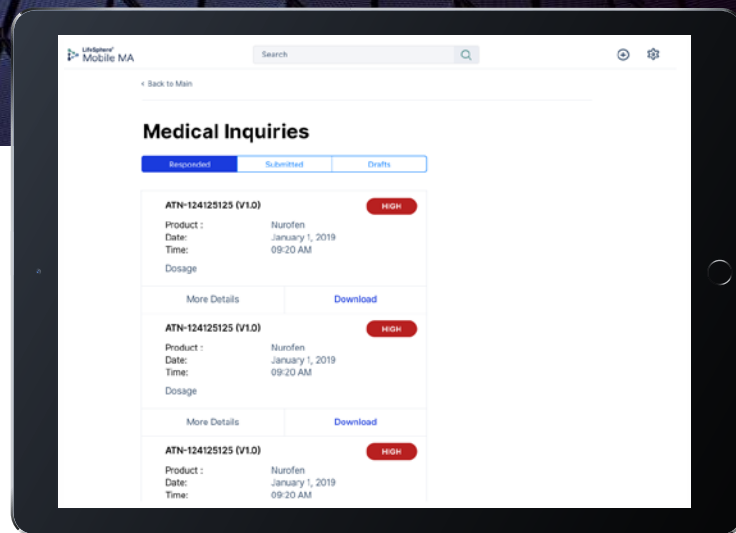 LifeSphere®
Mobile MA
Search
< Back to Main
Medical Inquiries
Responded Submitted Drafts
ATN-124125125 (V1.0) HIGH
Product : Nurofen
Date: January 1, 2019
Time: 09:20 AM
Dosage
More Details Download
ATN-124125125 (V1.0) HIGH
Product : Nurofen
Date: January 1, 2019
Time: 09:20 AM
Dosage
More Details Download
ATN-124125125 (V1.0) HIGH
Product : Nurofen
Date: January 1, 2019
Time: 09:20 AM